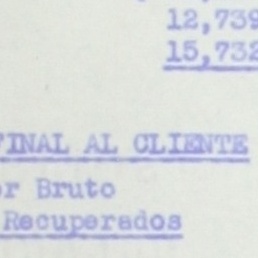 12,739
15,732
FINAL AL CLIENTE
or Bruto
Recuperados